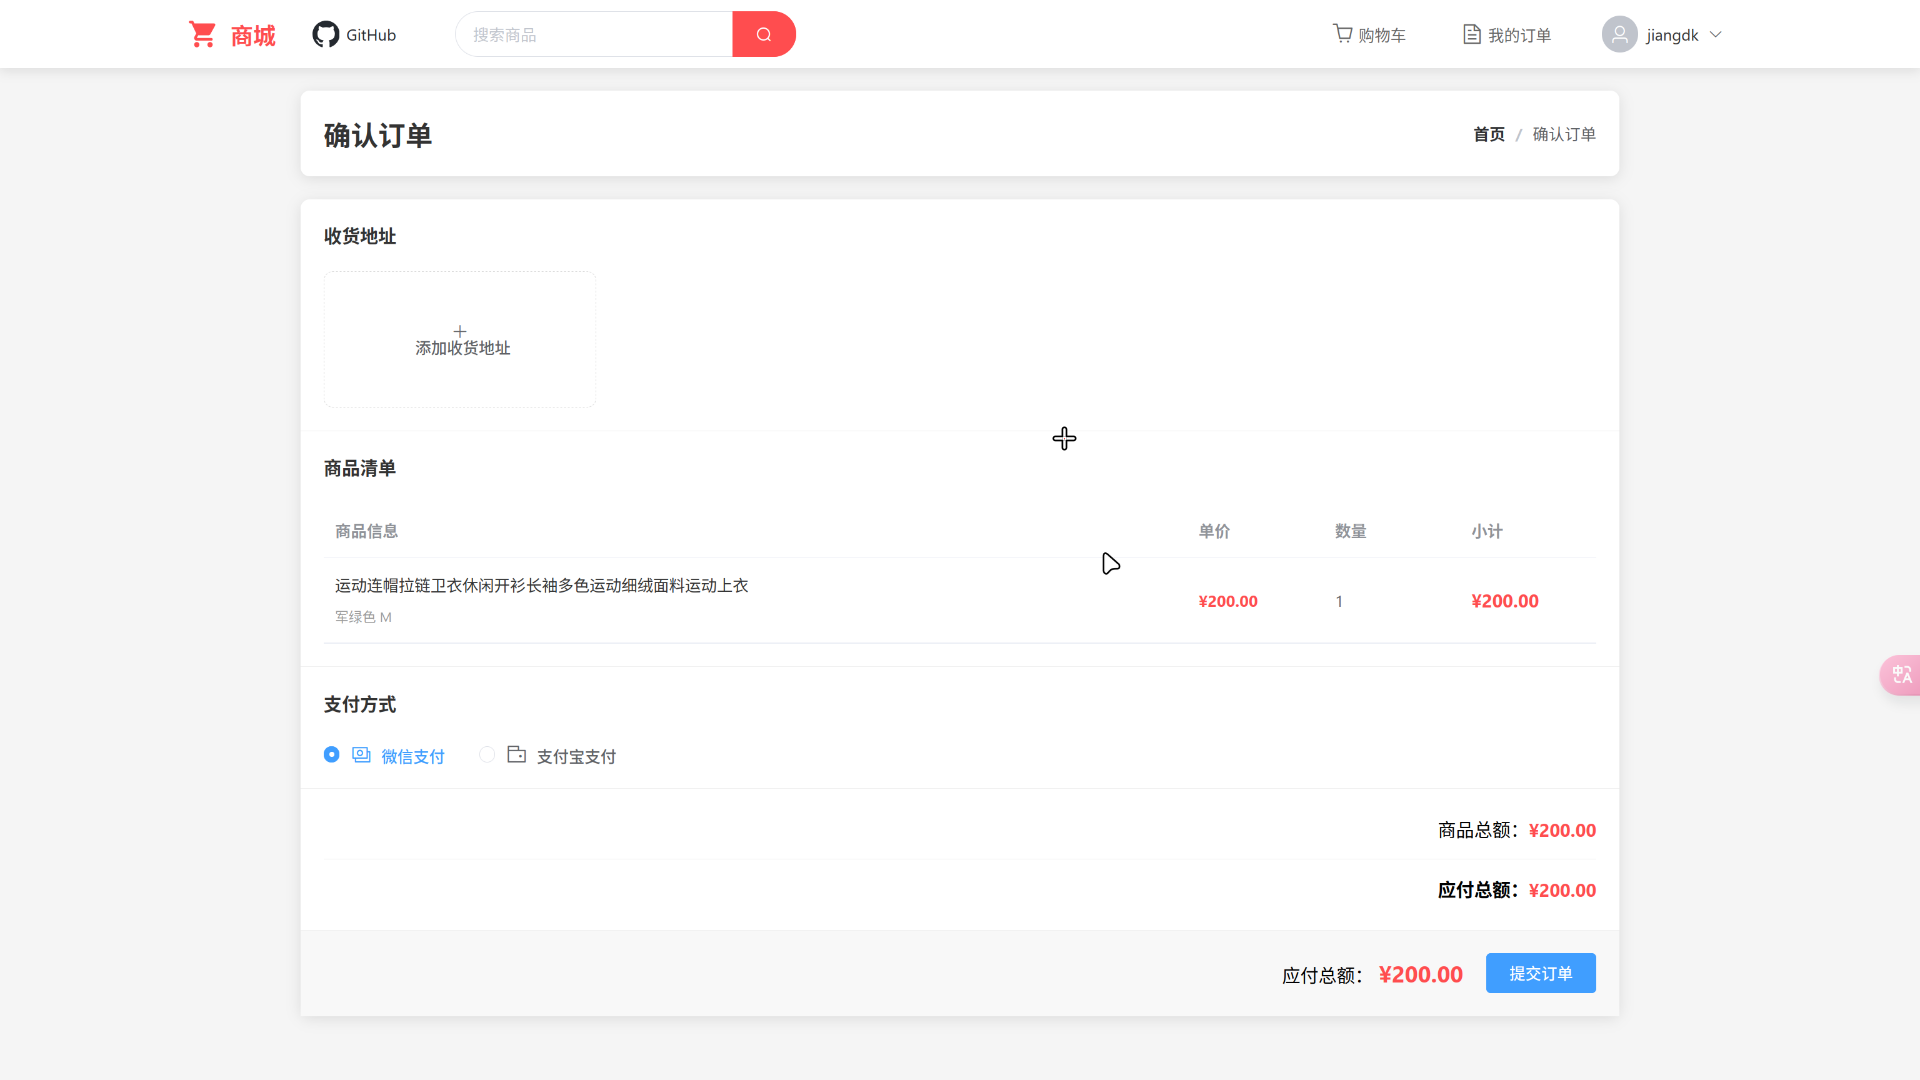 商城
GitHub
搜索商品
购物车
我的订单
jiangdk
确认订单
首页 / 确认订单
收货地址
添加收货地址
商品清单
商品信息 单价 数量 小计
运动连帽拉链卫衣休闲开衫长袖多色运动细绒面料运动上衣
军绿色 M
¥200.00 1 ¥200.00
支付方式
微信支付 支付宝支付
商品总额：¥200.00
应付总额：¥200.00
应付总额： ¥200.00 提交订单
中A